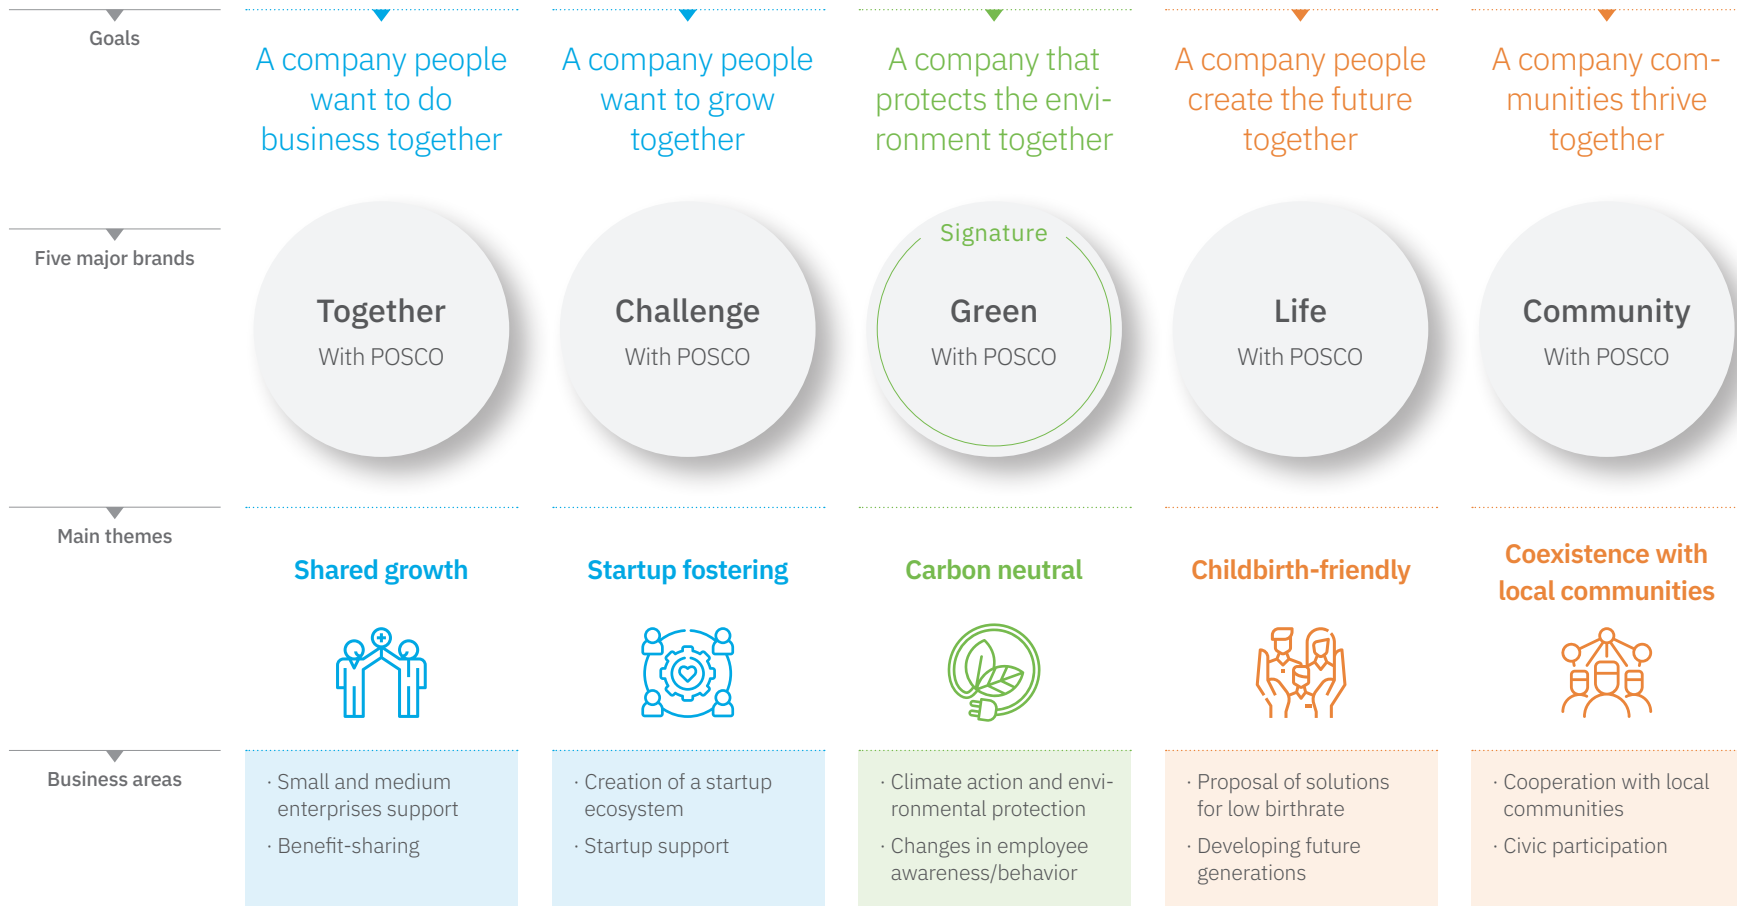 Goals
A company people
want to do
business together
A company people
want to grow
together
A company that
protects the envi-
ronment together
A company people
create the future
together
A company com-
munities thrive
together
Five major brands
Together
With POSCO
Challenge
With POSCO
Signature
Green
With POSCO
Life
With POSCO
Community
With POSCO
Main themes
Shared growth
Startup fostering
Carbon neutral
Childbirth-friendly
Coexistence with
local communities
Business areas
· Small and medium
enterprises support
· Benefit-sharing
· Creation of a startup
ecosystem
· Startup support
· Climate action and envi-
ronmental protection
· Changes in employee
awareness/behavior
· Proposal of solutions
for low birthrate
· Developing future
generations
· Cooperation with local
communities
· Civic participation